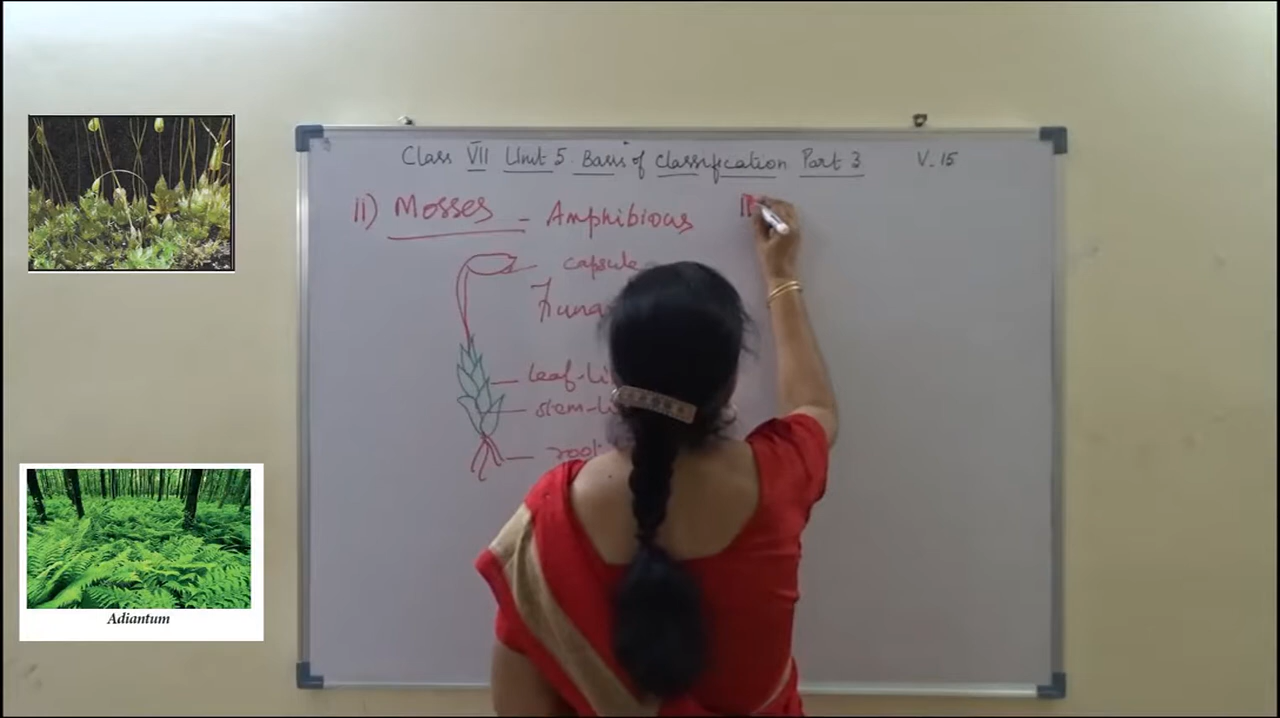 Class VII Unit 5 Basis of Classification Part 3 V-15
II) Mosses - Amphibious
capsule
leaf-li
stem-li
root
Adiantum